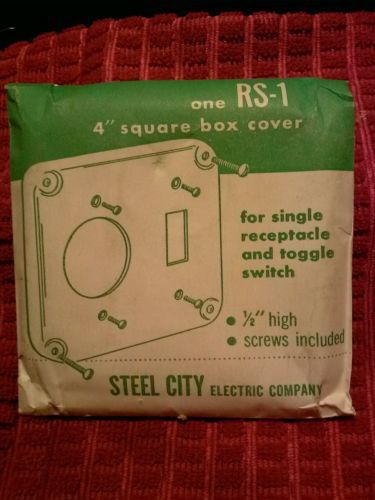 one RS-1
4" square box cover
for single
receptacle
and toggle
switch
• ½" high
• screws included
STEEL CITY ELECTRIC COMPANY